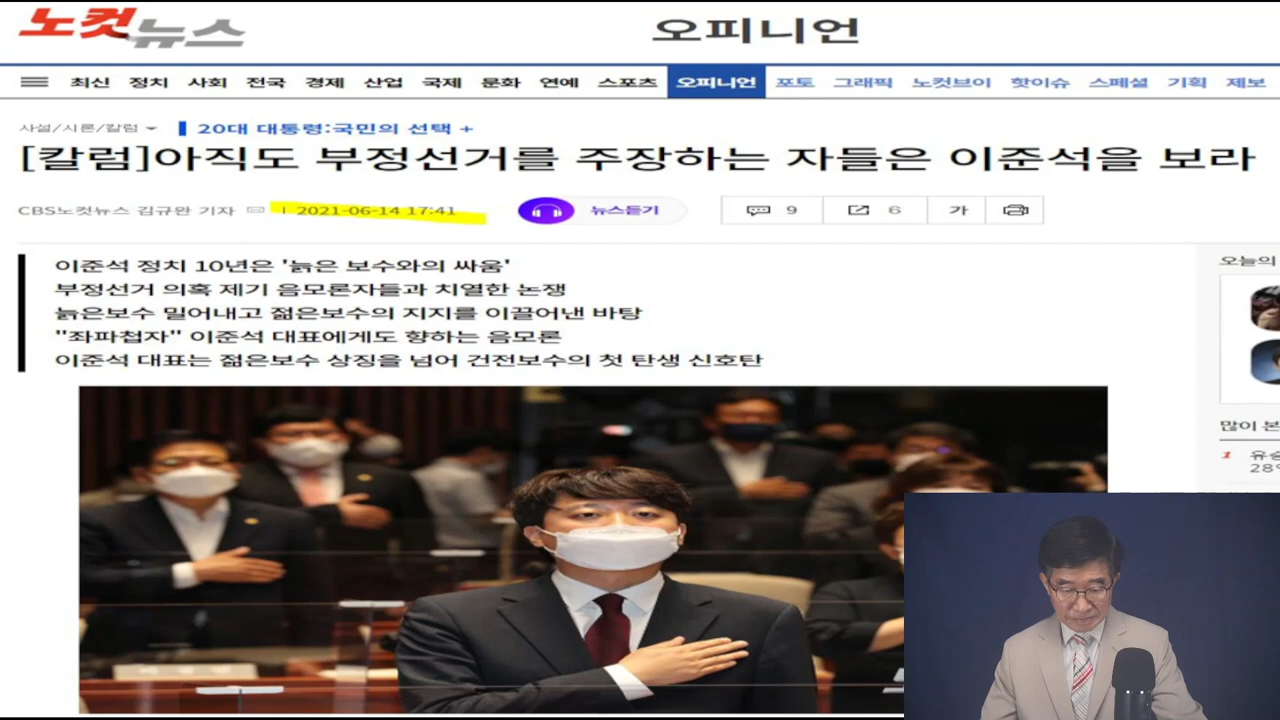 노컷뉴스
오피니언
최신 정치 사회 전국 경제 산업 국제 문화 연예 스포츠 오피니언 포토 그래픽 노컷브이 핫이슈 스페셜 기획 제보
사설/시론/칼럼 20대 대통령:국민의 선택 +
[칼럼]아직도 부정선거를 주장하는 자들은 이준석을 보라
CBS노컷뉴스 김규완 기자 2021-06-14 17:41 뉴스듣기 9 6 가
이준석 정치 10년은 '늙은 보수와의 싸움'
부정선거 의혹 제기 음모론자들과 치열한 논쟁
늙은보수 밀어내고 젊은보수의 지지를 이끌어낸 바탕
"좌파첩자" 이준석 대표에게도 향하는 음모론
이준석 대표는 젊은보수 상징을 넘어 건전보수의 첫 탄생 신호탄
오늘의
많이 본
1 유승
28